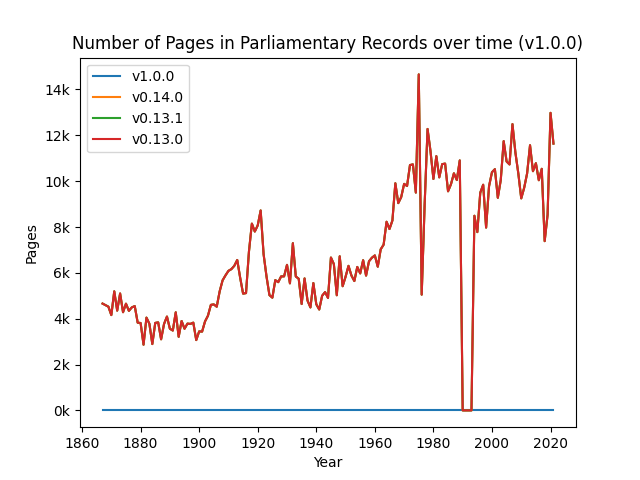 Number of Pages in Parliamentary Records over time (v1.0.0)
v1.0.0
v0.14.0
v0.13.1
v0.13.0
14k
12k
10k
8k
6k
4k
2k
0k
Pages
1860 1880 1900 1920 1940 1960 1980 2000 2020
Year